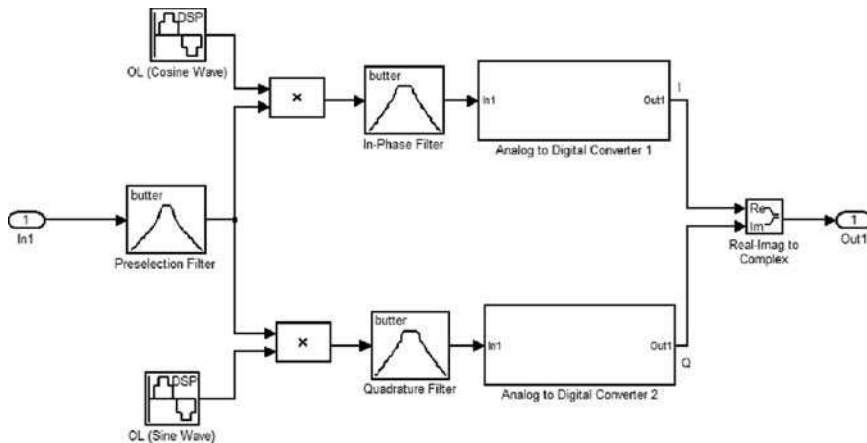 DSP
OL (Cosine Wave)
×
butter
In-Phase Filter
In1
Out1
Analog to Digital Converter 1
I
1
In1
butter
Preselection Filter
Re
Im
Real-Imag to
Complex
1
Out1
×
butter
Quadrature Filter
In1
Out1
Analog to Digital Converter 2
Q
DSP
OL (Sine Wave)